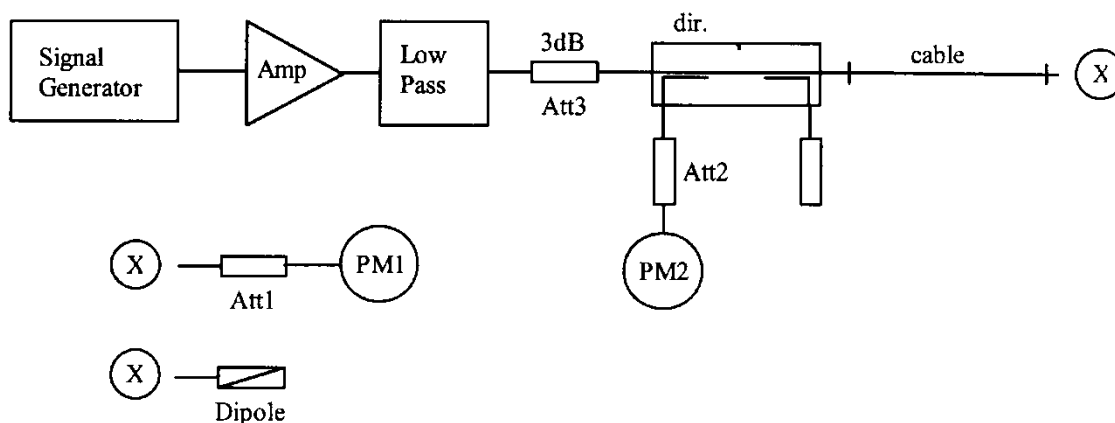 Signal
Generator
Amp
Low
Pass
3dB
Att3
dir.
cable
X
Att2
PM2
X
Att1
PM1
X
Dipole